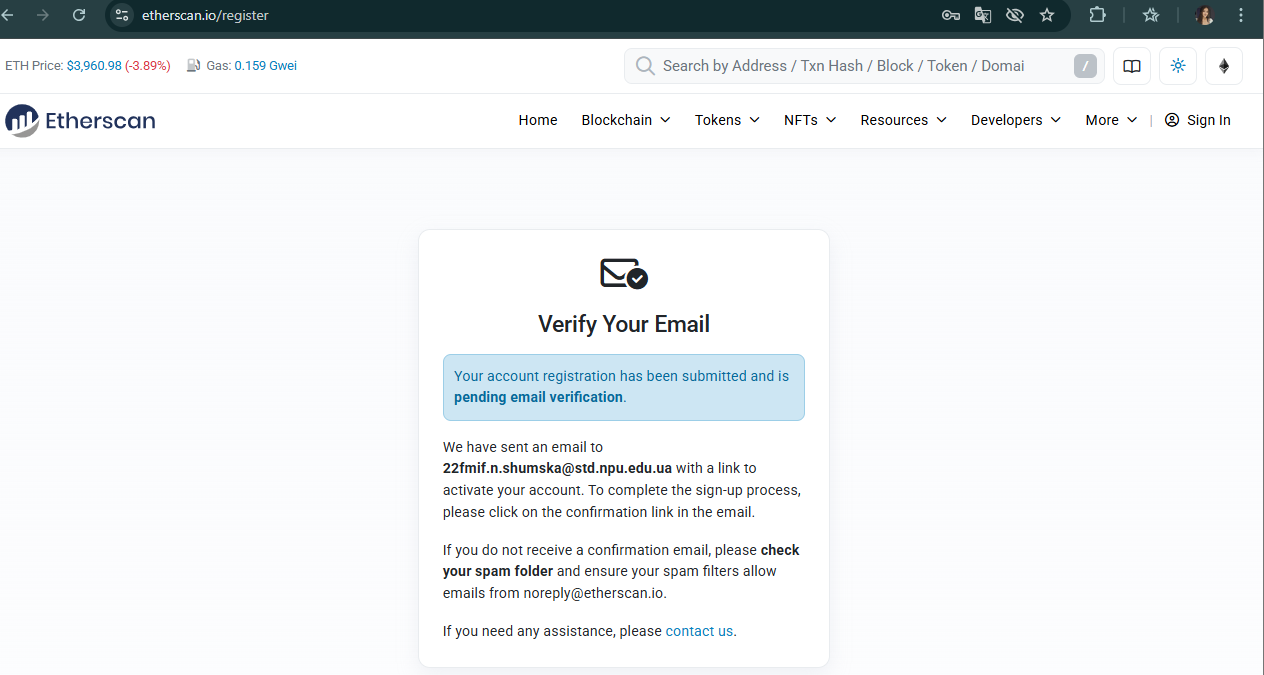 etherscan.io/register
ETH Price: $3,960.98 (-3.89%) Gas: 0.159 Gwei
Search by Address / Txn Hash / Block / Token / Domai
/
Etherscan
Home Blockchain Tokens NFTs Resources Developers More | Sign In
Verify Your Email
Your account registration has been submitted and is
pending email verification.
We have sent an email to
22fmif.n.shumska@std.npu.edu.ua with a link to
activate your account. To complete the sign-up process,
please click on the confirmation link in the email.
If you do not receive a confirmation email, please check
your spam folder and ensure your spam filters allow
emails from noreply@etherscan.io.
If you need any assistance, please contact us.